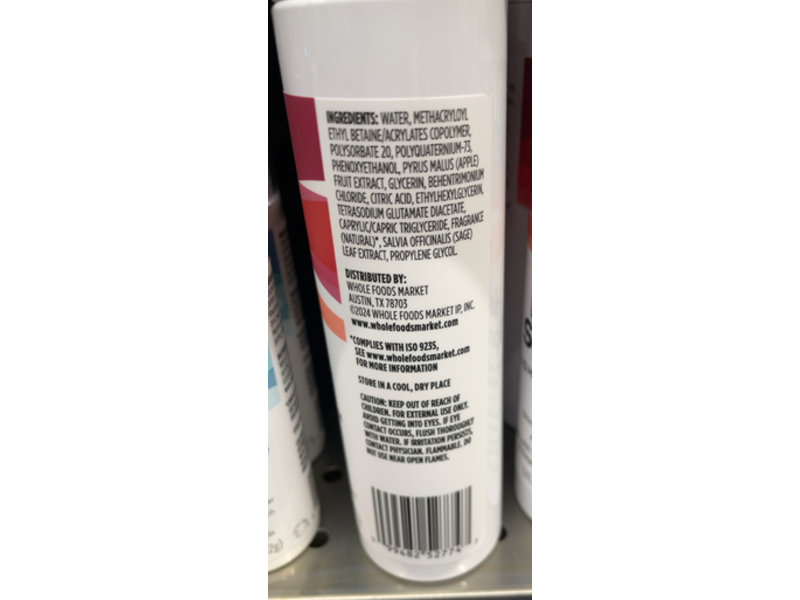 INGREDIENTS: WATER, METHACRYLOYL
ETHYL BETAINE/ACRYLATES COPOLYMER,
POLYSORBATE 20, POLYQUATERNIUM-73,
PHENOXYETHANOL, PYRUS MALUS (APPLE)
FRUIT EXTRACT, GLYCERIN, BEHENTRIMONIUM
CHLORIDE, CITRIC ACID, ETHYLHEXYLGLYCERIN,
TETRASODIUM GLUTAMATE DIACETATE,
CAPRYLIC/CAPRIC TRIGLYCERIDE, FRAGRANCE
(NATURAL)*, SALVIA OFFICINALIS (SAGE)
LEAF EXTRACT, PROPYLENE GLYCOL.
DISTRIBUTED BY:
WHOLE FOODS MARKET
AUSTIN, TX 78703
©2024 WHOLE FOODS MARKET IP, INC.
www.wholefoodsmarket.com
*COMPLIES WITH ISO 9235,
SEE www.wholefoodsmarket.com
FOR MORE INFORMATION
STORE IN A COOL, DRY PLACE
CAUTION: KEEP OUT OF REACH OF
CHILDREN. FOR EXTERNAL USE ONLY.
AVOID GETTING INTO EYES. IF EYE
CONTACT OCCURS, FLUSH THOROUGHLY
WITH WATER. IF IRRITATION PERSISTS,
CONTACT PHYSICIAN. FLAMMABLE. DO
NOT USE NEAR OPEN FLAMES.
99482 52774 7